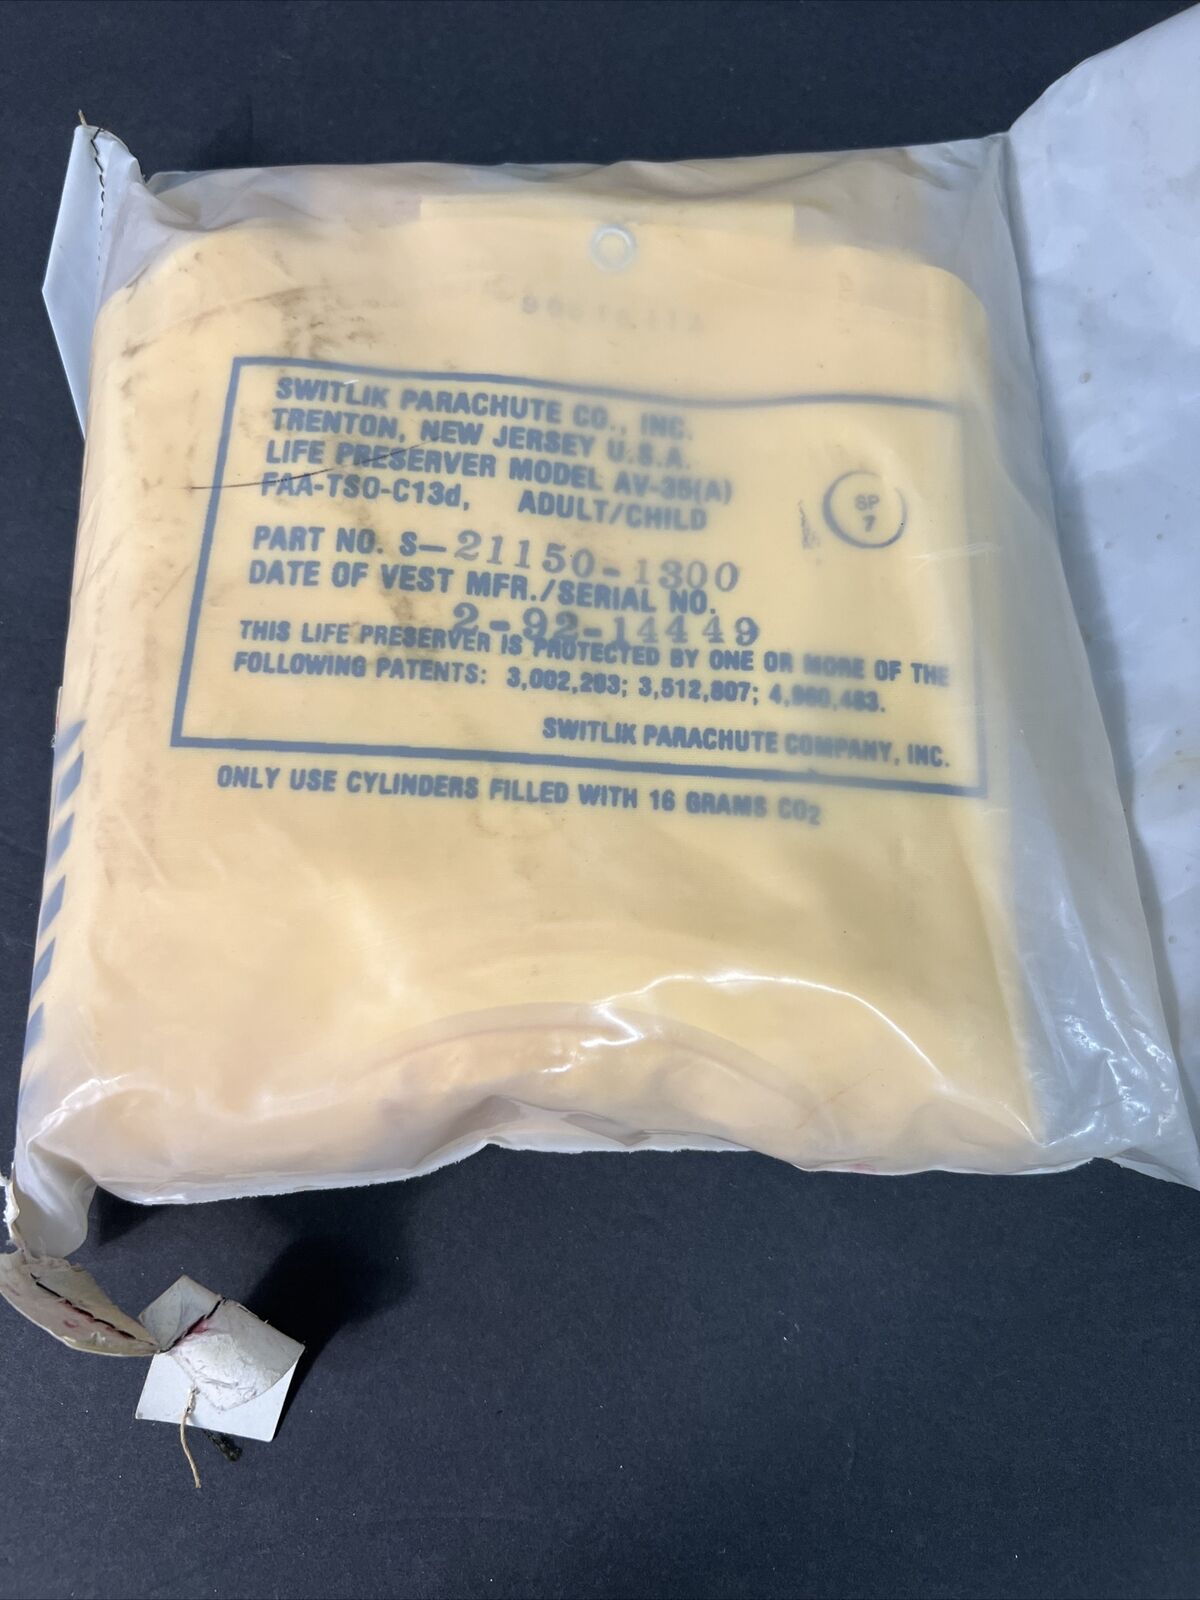 SWITLIK PARACHUTE CO., INC.
TRENTON, NEW JERSEY U.S.A.
LIFE PRESERVER MODEL AV-35(A)
FAA-TSO-C13d, ADULT/CHILD
SP
7
PART NO. S-21150-1300
DATE OF VEST MFR./SERIAL NO.
2-92-14449
THIS LIFE PRESERVER IS PROTECTED BY ONE OR MORE OF THE
FOLLOWING PATENTS: 3,002,203; 3,512,807;
SWITLIK PARACHUTE COMPANY, INC.
ONLY USE CYLINDERS FILLED WITH 16 GRAMS CO2